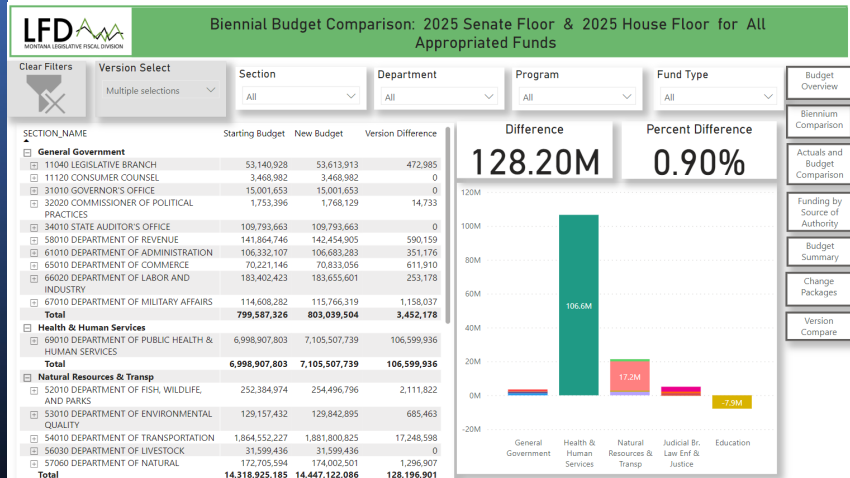 LFD
MONTANA LEGISLATIVE FISCAL DIVISION
Biennial Budget Comparison: 2025 Senate Floor & 2025 House Floor for All
Appropriated Funds
Clear Filters
Version Select
Multiple selections
Section
All
Department
All
Program
All
Fund Type
All
Budget
Overview
Biennium
Comparison
Actuals and
Budget
Comparison
Funding by
Source of
Authority
Budget
Summary
Change
Packages
Version
Compare
SECTION_NAME Starting Budget New Budget Version Difference
General Government
11040 LEGISLATIVE BRANCH 53,140,928 53,613,913 472,985
11120 CONSUMER COUNSEL 3,468,982 3,468,982 0
31010 GOVERNOR'S OFFICE 15,001,653 15,001,653 0
32020 COMMISSIONER OF POLITICAL 1,753,396 1,768,129 14,733
PRACTICES
34010 STATE AUDITOR'S OFFICE 109,793,663 109,793,663 0
58010 DEPARTMENT OF REVENUE 141,864,746 142,454,905 590,159
61010 DEPARTMENT OF ADMINISTRATION 106,332,107 106,683,283 351,176
65010 DEPARTMENT OF COMMERCE 70,221,146 70,833,056 611,910
66020 DEPARTMENT OF LABOR AND 183,402,423 183,655,601 253,178
INDUSTRY
67010 DEPARTMENT OF MILITARY AFFAIRS 114,608,282 115,766,319 1,158,037
Total 799,587,326 803,039,504 3,452,178
Health & Human Services
69010 DEPARTMENT OF PUBLIC HEALTH & 6,998,907,803 7,105,507,739 106,599,936
HUMAN SERVICES
Total 6,998,907,803 7,105,507,739 106,599,936
Natural Resources & Transp
52010 DEPARTMENT OF FISH, WILDLIFE, 252,384,974 254,496,796 2,111,822
AND PARKS
53010 DEPARTMENT OF ENVIRONMENTAL 129,157,432 129,842,895 685,463
QUALITY
54010 DEPARTMENT OF TRANSPORTATION 1,864,552,227 1,881,800,825 17,248,598
56030 DEPARTMENT OF LIVESTOCK 31,599,436 31,599,436 0
57060 DEPARTMENT OF NATURAL 172,705,594 174,002,501 1,296,907
Total 14,318,925,185 14,447,122,086 128,196,901
Difference
128.20M
Percent Difference
0.90%
120M
100M
80M
60M
40M
20M
0M
-20M
106.6M
17.2M
-7.9M
General
Government
Health &
Human
Services
Natural
Resources &
Transp
Judicial Br.
Law Enf &
Justice
Education